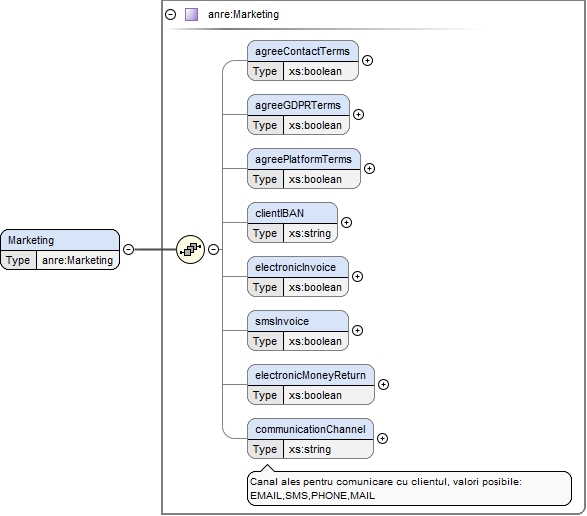 anre:Marketing
agreeContactTerms
Type xs:boolean
agreeGDPRTerms
Type xs:boolean
agreePlatformTerms
Type xs:boolean
clientIBAN
Type xs:string
Marketing
Type anre:Marketing
electronicInvoice
Type xs:boolean
smsInvoice
Type xs:boolean
electronicMoneyReturn
Type xs:boolean
communicationChannel
Type xs:string
Canal ales pentru comunicare cu clientul, valori posibile:
EMAIL,SMS,PHONE,MAIL